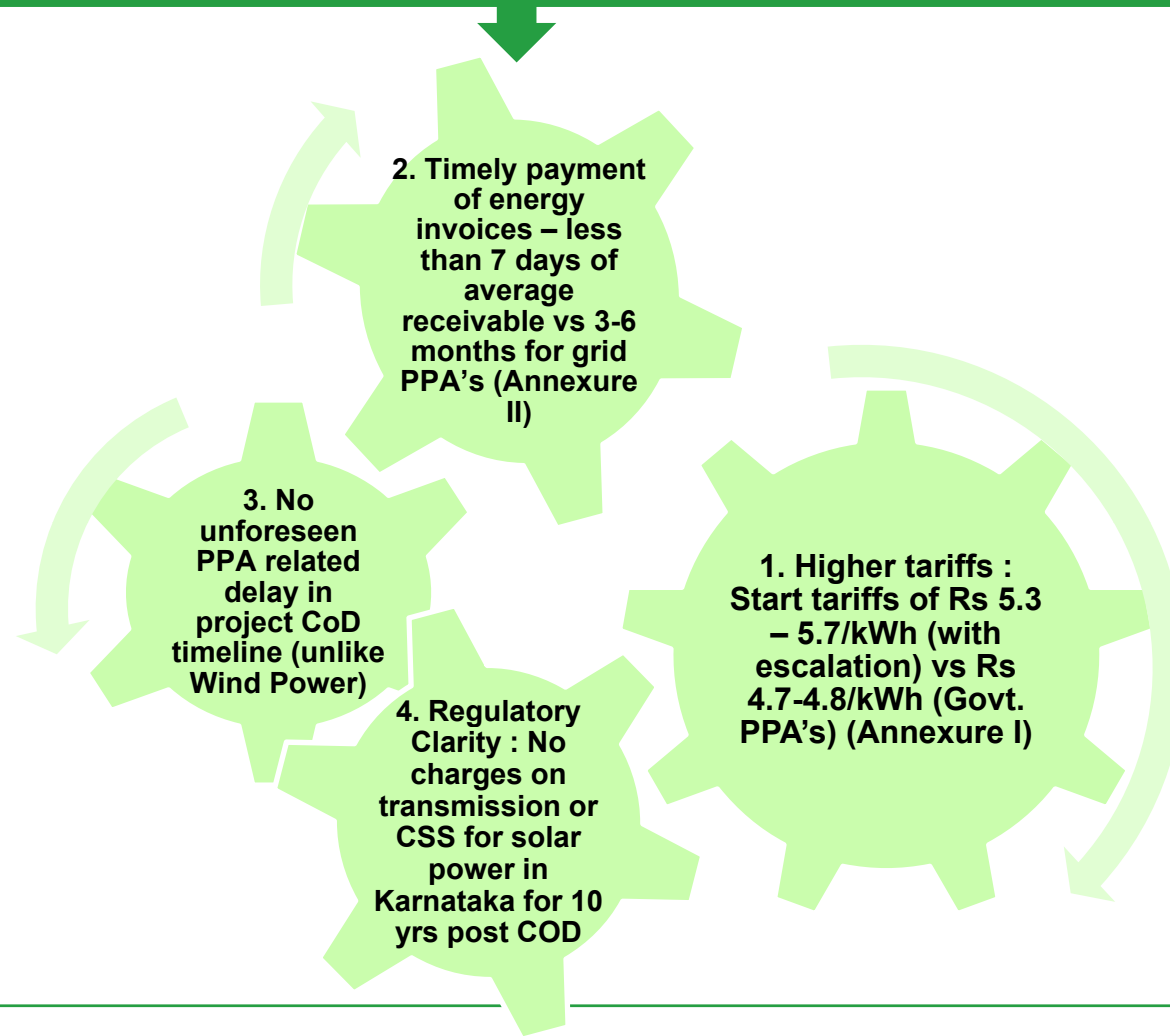 2. Timely payment
of energy
invoices – less
than 7 days of
average
receivable vs 3-6
months for grid
PPA's (Annexure
II)
3. No
unforeseen
PPA related
delay in
project CoD
timeline (unlike
Wind Power)
1. Higher tariffs :
Start tariffs of Rs 5.3
– 5.7/kWh (with
escalation) vs Rs
4.7-4.8/kWh (Govt.
PPA's) (Annexure I)
4. Regulatory
Clarity : No
charges on
transmission or
CSS for solar
power in
Karnataka for 10
yrs post COD